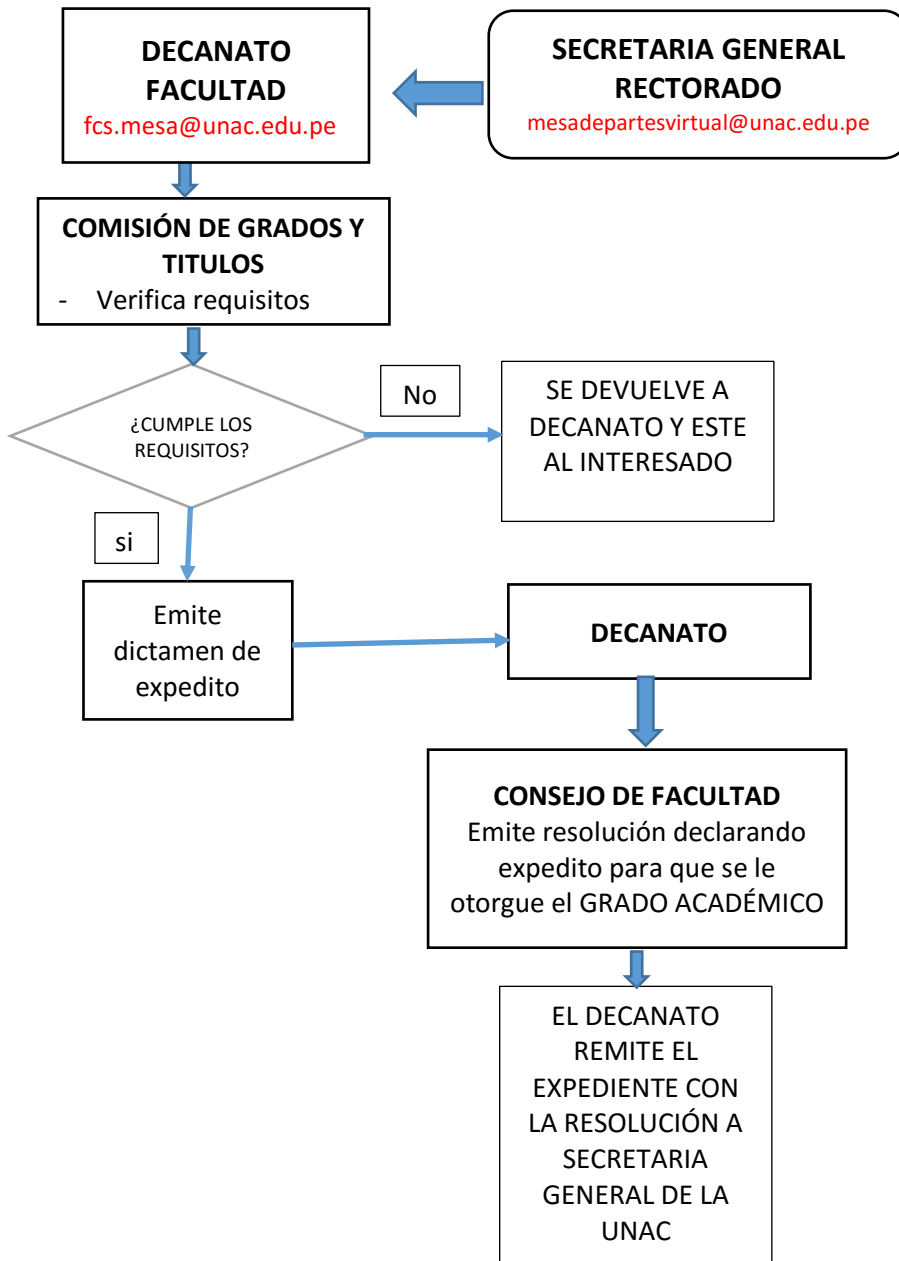 DECANATO
FACULTAD
fcs.mesa@unac.edu.pe
SECRETARIA GENERAL
RECTORADO
mesadepartesvirtual@unac.edu.pe
COMISIÓN DE GRADOS Y
TITULOS
- Verifica requisitos
¿CUMPLE LOS
REQUISITOS?
No
SE DEVUELVE A
DECANATO Y ESTE
AL INTERESADO
si
Emite
dictamen de
expedito
DECANATO
CONSEJO DE FACULTAD
Emite resolución declarando
expedito para que se le
otorgue el GRADO ACADÉMICO
EL DECANATO
REMITE EL
EXPEDIENTE CON
LA RESOLUCIÓN A
SECRETARIA
GENERAL DE LA
UNAC